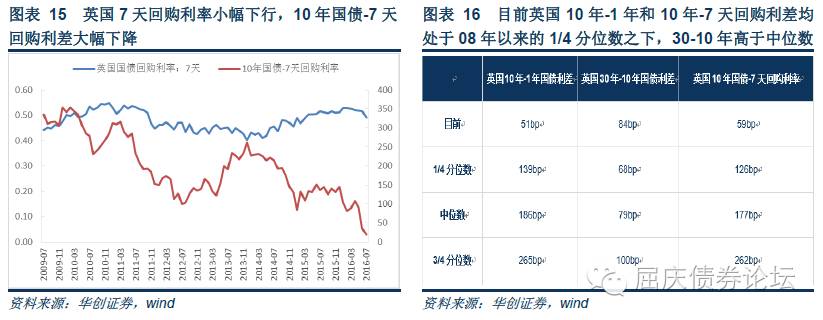 图表 15 英国 7 天回购利率小幅下行，10 年国债-7 天
回购利差大幅下降
英国国债回购利率：7天
10年国债-7天回购利率
0.60
0.50
0.40
0.30
0.20
0.10
0.00
400
350
300
250
200
150
100
50
0
2009-07
2009-11
2010-03
2010-07
2010-11
2011-03
2011-07
2011-11
2012-03
2012-07
2012-11
2013-03
2013-07
2013-11
2014-03
2014-07
2014-11
2015-03
2015-07
2015-11
2016-03
2016-07
资料来源：华创证券，wind
图表 16 目前英国 10 年-1 年和 10 年-7 天回购利差均
处于 08 年以来的 1/4 分位数之下，30-10 年高于中位数
英国10年-1年国债利差 英国30年-10年国债利差 英国10年国债-7天回购利率
目前 51bp 84bp 59bp
1/4 分位数 139bp 68bp 126bp
中位数 186bp 79bp 177bp
3/4 分位数 265bp 100bp 262bp
屈庆债券论坛
资料来源：华创证券，wind